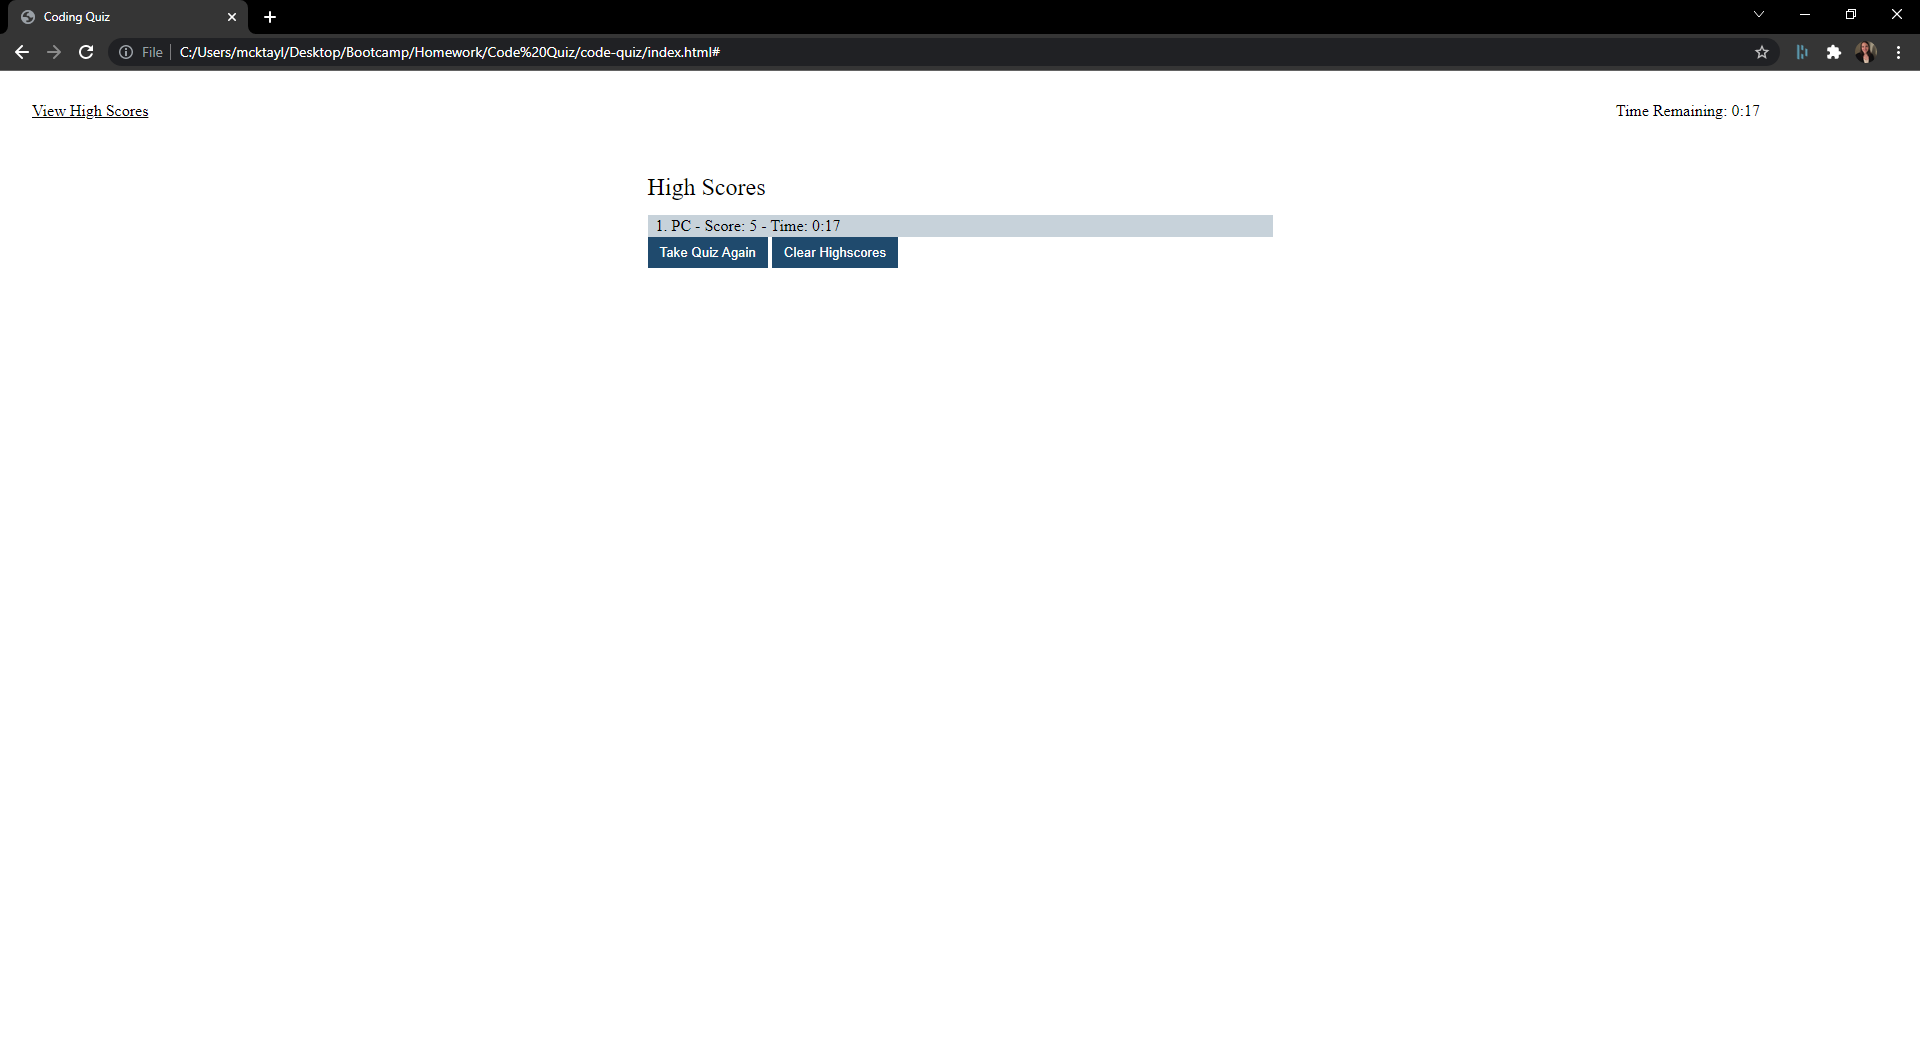 Coding Quiz
File C:/Users/mcktayl/Desktop/Bootcamp/Homework/Code%20Quiz/code-quiz/index.html#
View High Scores
Time Remaining: 0:17
High Scores
1. PC - Score: 5 - Time: 0:17
Take Quiz Again
Clear Highscores